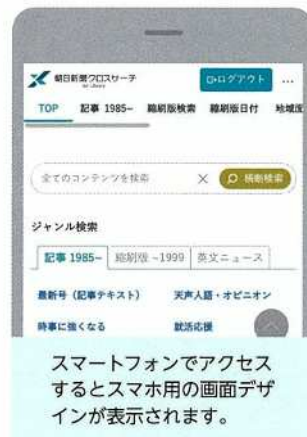 朝日新聞クロスサーチ
for Library
ログアウト
TOP 記事 1985– 縮刷版検索 縮刷版日付 地域
全てのコンテンツを検索 × 横断検索
ジャンル検索
記事 1985– 縮刷版 ~1999 英文ニュース
最新号（記事テキスト） 天声人語・オピニオン
時事に強くなる 就活応援
スマートフォンでアクセス
するとスマホ用の画面デザ
インが表示されます。